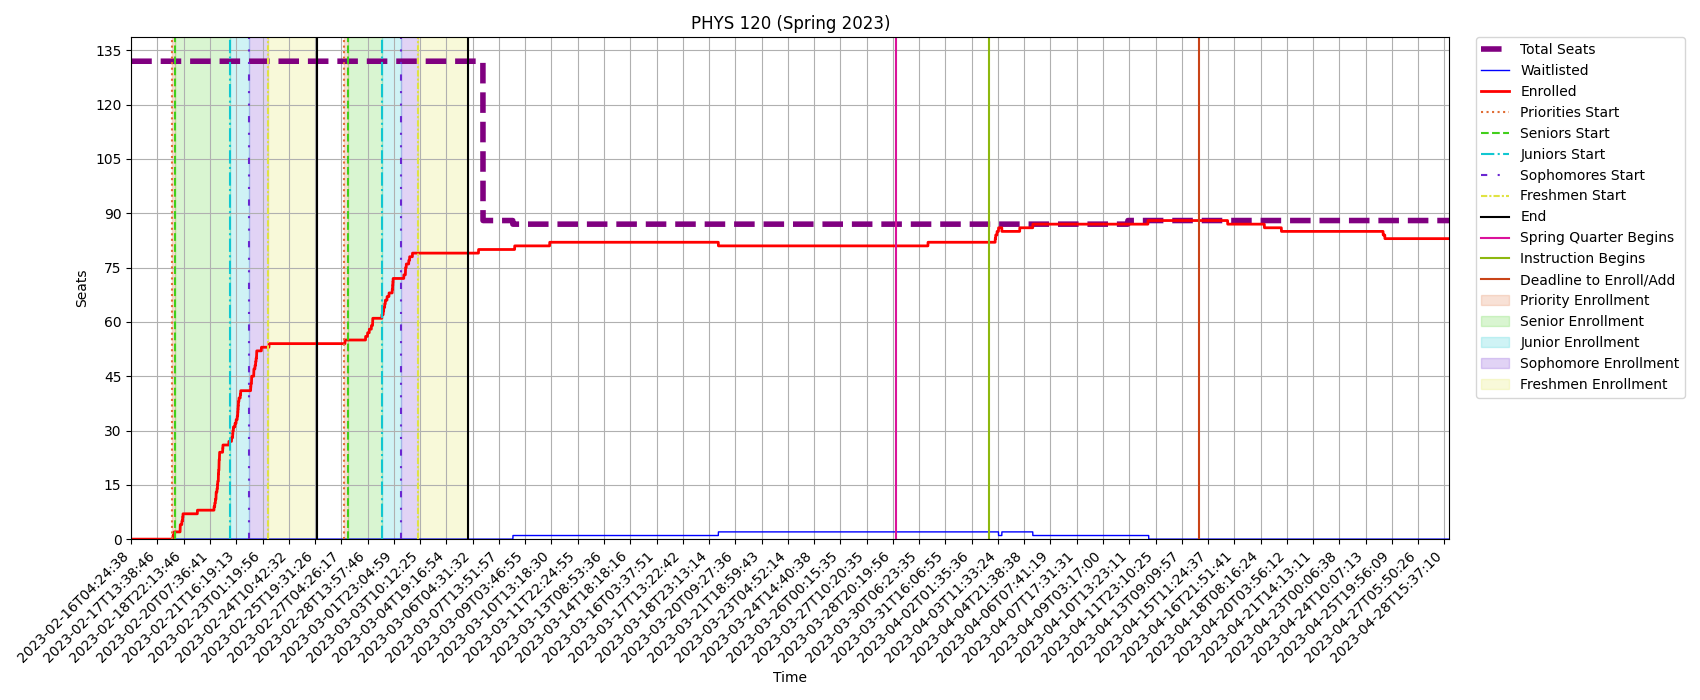 PHYS 120 (Spring 2023)
Seats
135
120
105
90
75
60
45
30
15
0
Total Seats
Waitlisted
Enrolled
Priorities Start
Seniors Start
Juniors Start
Sophomores Start
Freshmen Start
End
Spring Quarter Begins
Instruction Begins
Deadline to Enroll/Add
Priority Enrollment
Senior Enrollment
Junior Enrollment
Sophomore Enrollment
Freshmen Enrollment
2023-02-16T04:24:38
2023-02-17T13:38:46
2023-02-18T22:13:46
2023-02-20T07:36:41
2023-02-21T16:19:13
2023-02-23T01:19:56
2023-02-24T10:42:32
2023-02-25T19:31:26
2023-02-27T04:26:17
2023-02-28T13:57:46
2023-03-01T23:04:59
2023-03-03T10:12:25
2023-03-04T19:16:54
2023-03-06T04:31:32
2023-03-07T13:51:57
2023-03-09T03:46:55
2023-03-10T13:18:30
2023-03-11T22:24:55
2023-03-13T08:53:36
2023-03-14T18:18:16
2023-03-16T03:37:51
2023-03-17T13:22:42
2023-03-18T23:13:14
2023-03-20T09:27:36
2023-03-21T18:59:43
2023-03-23T04:52:14
2023-03-24T14:40:38
2023-03-26T00:15:35
2023-03-27T10:20:35
2023-03-28T20:19:56
2023-03-30T06:23:35
2023-03-31T16:06:55
2023-04-02T01:35:36
2023-04-03T11:33:24
2023-04-04T21:38:38
2023-04-06T07:41:19
2023-04-07T17:31:31
2023-04-09T03:17:00
2023-04-10T13:23:11
2023-04-11T23:10:25
2023-04-13T09:09:57
2023-04-15T11:24:37
2023-04-16T21:51:41
2023-04-18T08:16:24
2023-04-20T03:56:12
2023-04-21T14:13:11
2023-04-23T00:06:38
2023-04-24T10:07:13
2023-04-25T19:56:09
2023-04-27T05:50:26
2023-04-28T15:37:10
Time